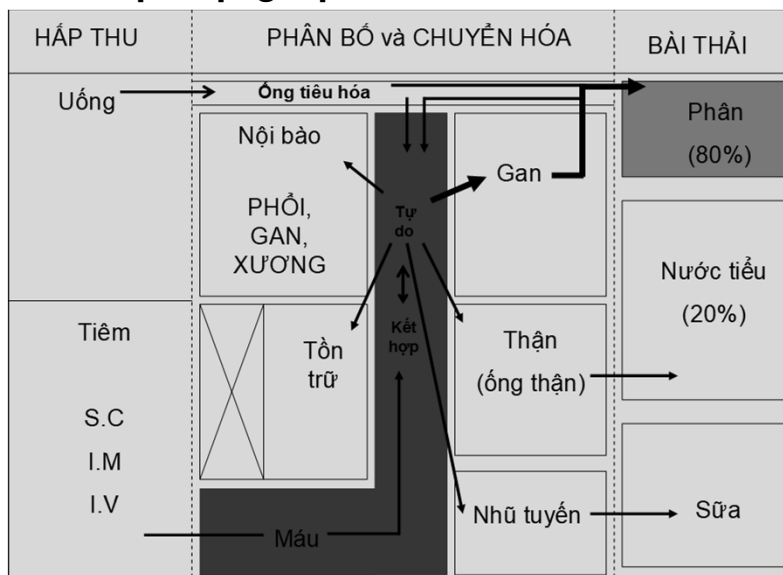 HẤP THU
PHÂN BỐ và CHUYỂN HÓA
BÀI THẢI
Uống
Ống tiêu hóa
Phân
(80%)
Nội bào
PHỔI,
GAN,
XƯƠNG
Tự
do
Gan
Nước tiểu
(20%)
Tiêm
S.C
I.M
I.V
Tồn
trữ
Kết
hợp
Thận
(ống thận)
Máu
Nhũ tuyến
Sữa